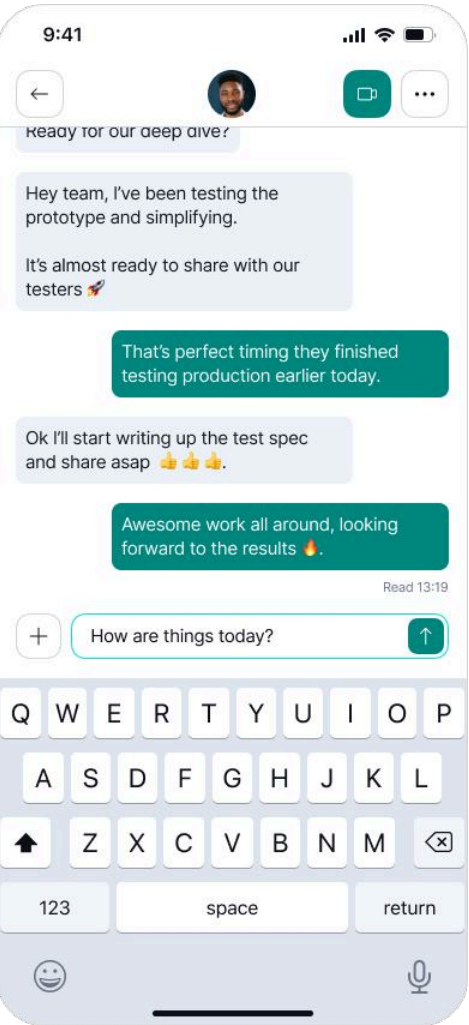 9:41
Ready for our deep dive?
Hey team, I’ve been testing the
prototype and simplifying.
It’s almost ready to share with our
testers 🚀
That’s perfect timing they finished
testing production earlier today.
Ok I’ll start writing up the test spec
and share asap 👍👍👍.
Awesome work all around, looking
forward to the results 🔥.
Read 13:19
How are things today?
Q W E R T Y U I O P
A S D F G H J K L
Z X C V B N M
123 space return